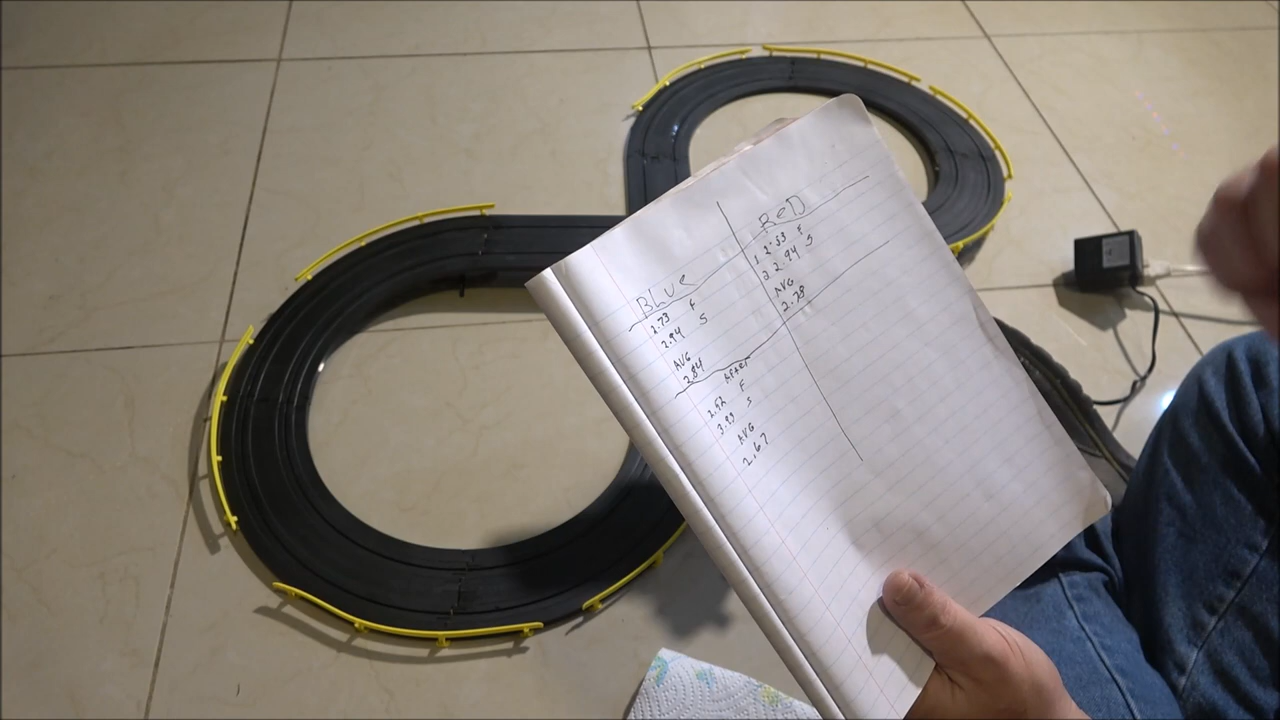 BLUE
2.73 F
2.94 S
AVG
2.84
After
2.52 F
3.99 S
AVG
2.67
RED
1. 2.53 F
2. 2.94 S
AVG
2.78